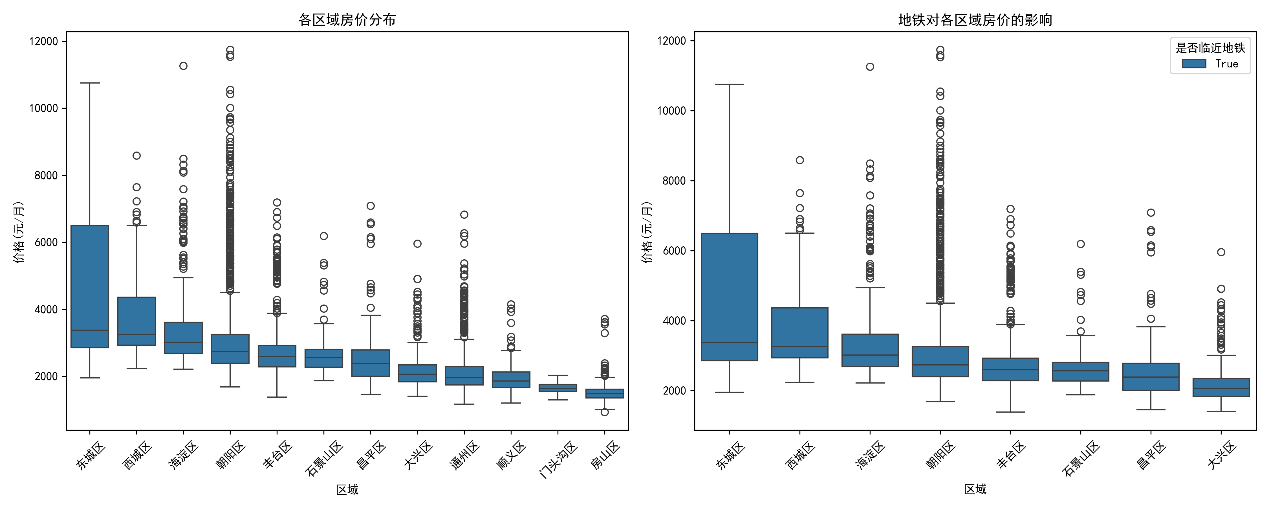 各区域房价分布
12000
10000
8000
6000
4000
2000
价格(元/月)
东城区
西城区
海淀区
朝阳区
丰台区
石景山区
昌平区
大兴区
通州区
顺义区
门头沟区
房山区
区域
地铁对各区域房价的影响
是否临近地铁
True
12000
10000
8000
6000
4000
2000
价格(元/月)
东城区
西城区
海淀区
朝阳区
丰台区
石景山区
昌平区
大兴区
区域